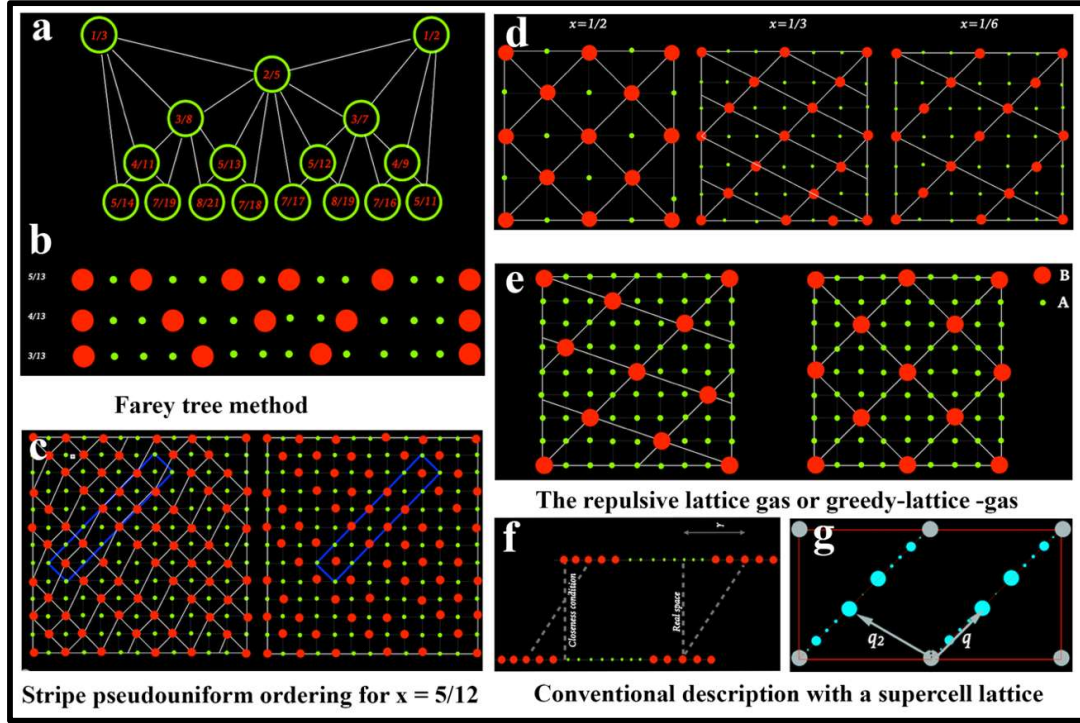 a
1/3 1/2
2/5
3/8 3/7
4/11 5/13 5/12 4/9
5/14 7/19 8/21 7/18 7/17 8/19 7/16 5/11
b
5/13
4/13
3/13
Farey tree method
c
Stripe pseudouniform ordering for x = 5/12
d
x=1/2 x=1/3 x=1/6
e
B
A
The repulsive lattice gas or greedy-lattice -gas
f
Closeness condition
Real space
g
q2 q
Conventional description with a supercell lattice